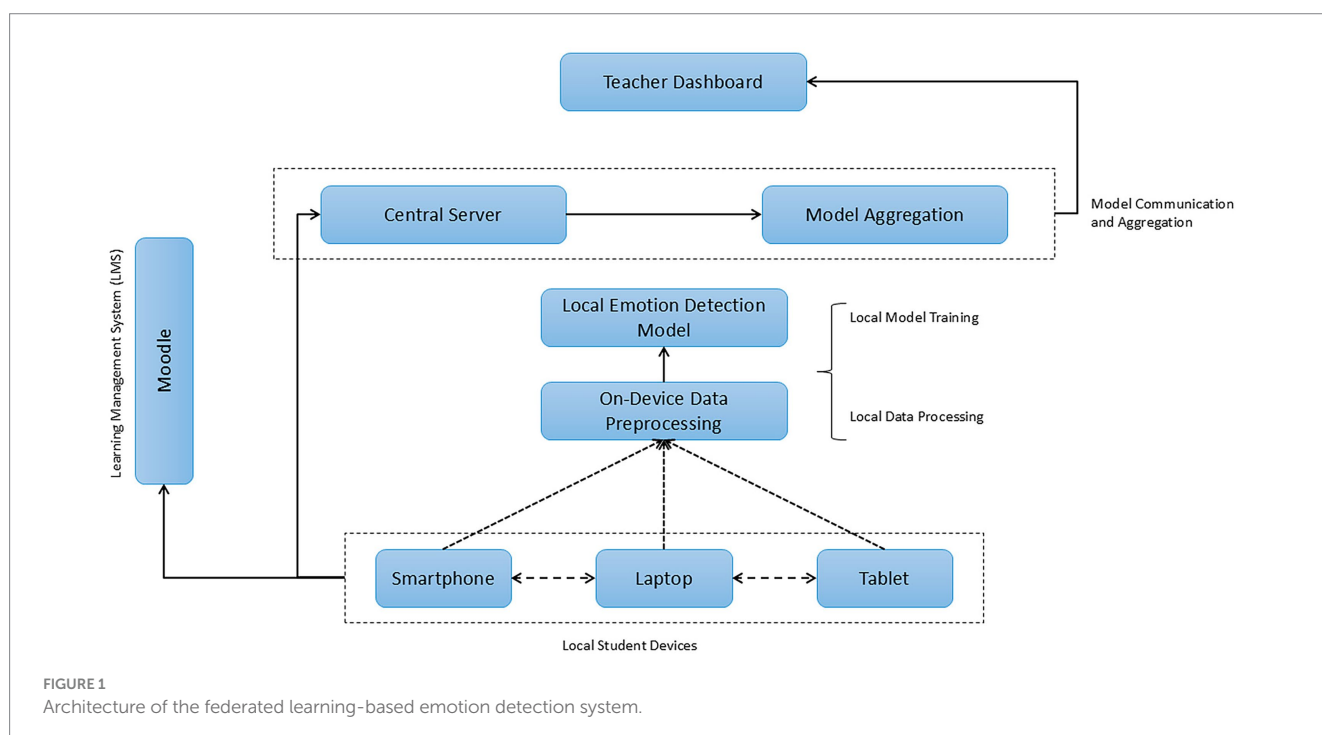 Teacher Dashboard
Central Server
Model Aggregation
Model Communication
and Aggregation
Learning Management System (LMS)
Moodle
Local Emotion Detection
Model
Local Model Training
On-Device Data
Preprocessing
Local Data Processing
Smartphone
Laptop
Tablet
Local Student Devices
FIGURE 1
Architecture of the federated learning-based emotion detection system.